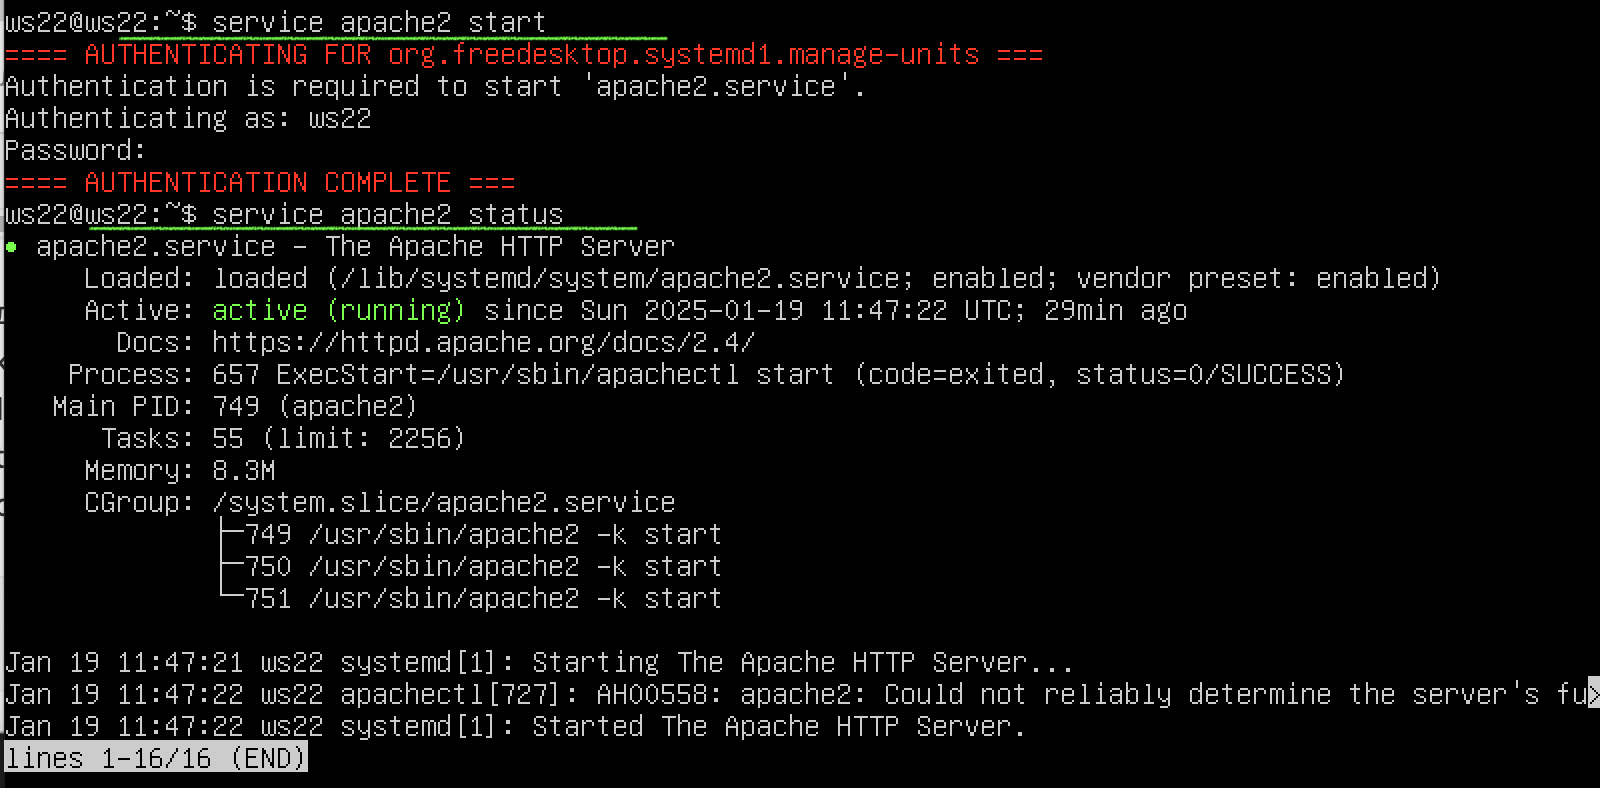 ws22@ws22:~$ service apache2 start
==== AUTHENTICATING FOR org.freedesktop.systemd1.manage-units ===
Authentication is required to start 'apache2.service'.
Authenticating as: ws22
Password:
==== AUTHENTICATION COMPLETE ===
ws22@ws22:~$ service apache2 status
● apache2.service - The Apache HTTP Server
     Loaded: loaded (/lib/systemd/system/apache2.service; enabled; vendor preset: enabled)
     Active: active (running) since Sun 2025-01-19 11:47:22 UTC; 29min ago
       Docs: https://httpd.apache.org/docs/2.4/
    Process: 657 ExecStart=/usr/sbin/apachectl start (code=exited, status=0/SUCCESS)
   Main PID: 749 (apache2)
      Tasks: 55 (limit: 2256)
     Memory: 8.3M
     CGroup: /system.slice/apache2.service
             ├─749 /usr/sbin/apache2 -k start
             ├─750 /usr/sbin/apache2 -k start
             └─751 /usr/sbin/apache2 -k start
Jan 19 11:47:21 ws22 systemd[1]: Starting The Apache HTTP Server...
Jan 19 11:47:22 ws22 apachectl[727]: AH00558: apache2: Could not reliably determine the server's fu>
Jan 19 11:47:22 ws22 systemd[1]: Started The Apache HTTP Server.
lines 1-16/16 (END)